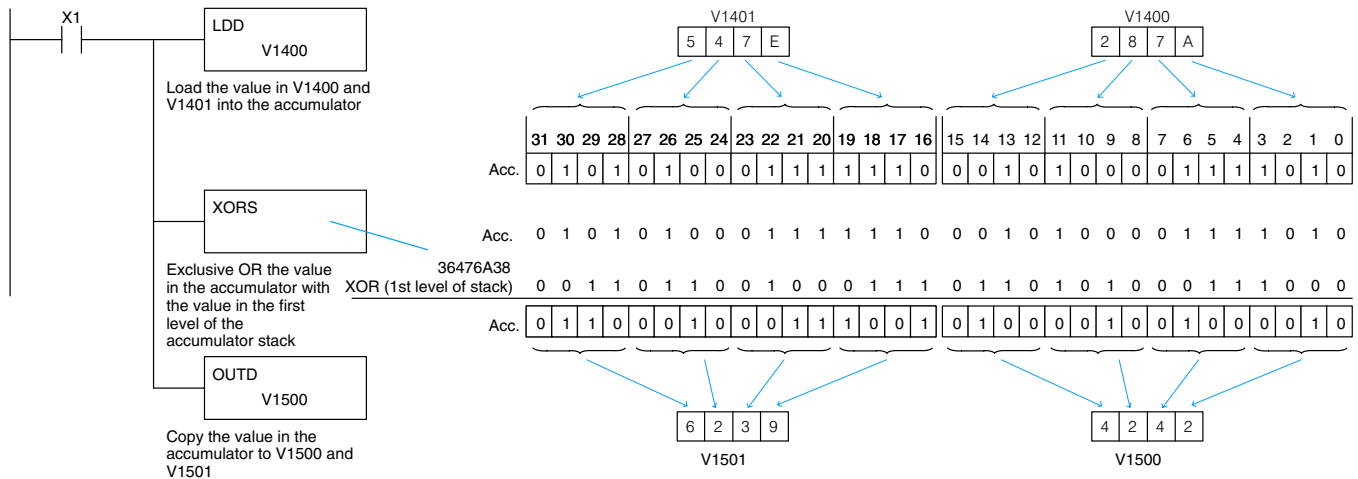 X1
LDD
V1400
Load the value in V1400 and
V1401 into the accumulator
XORS
Exclusive OR the value
in the accumulator with
the value in the first
level of the
accumulator stack
OUTD
V1500
Copy the value in the
accumulator to V1500 and
V1501
V1401
5 4 7 E
V1400
2 8 7 A
31 30 29 28 27 26 25 24 23 22 21 20 19 18 17 16 15 14 13 12 11 10 9 8 7 6 5 4 3 2 1 0
Acc. 0 1 0 1 0 1 0 0 0 1 1 1 1 1 1 0 0 0 1 0 1 0 0 0 0 1 1 1 1 0 1 0
Acc. 0 1 0 1 0 1 0 0 0 1 1 1 1 1 1 0 0 0 1 0 1 0 0 0 0 1 1 1 1 0 1 0
36476A38
XOR (1st level of stack) 0 0 1 1 0 1 1 0 0 1 0 0 0 1 1 1 0 1 1 0 1 0 1 0 0 0 1 1 1 0 0 0
Acc. 0 1 1 0 0 0 1 0 0 0 1 1 1 0 0 1 0 1 0 0 0 0 1 0 0 1 0 0 0 0 1 0
6 2 3 9
V1501
4 2 4 2
V1500